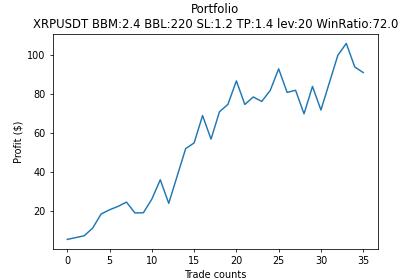 Portfolio
XRPUSDT BBM:2.4 BBL:220 SL:1.2 TP:1.4 lev:20 WinRatio:72.0
100
80
60
40
20
Profit ($)
0 5 10 15 20 25 30 35
Trade counts